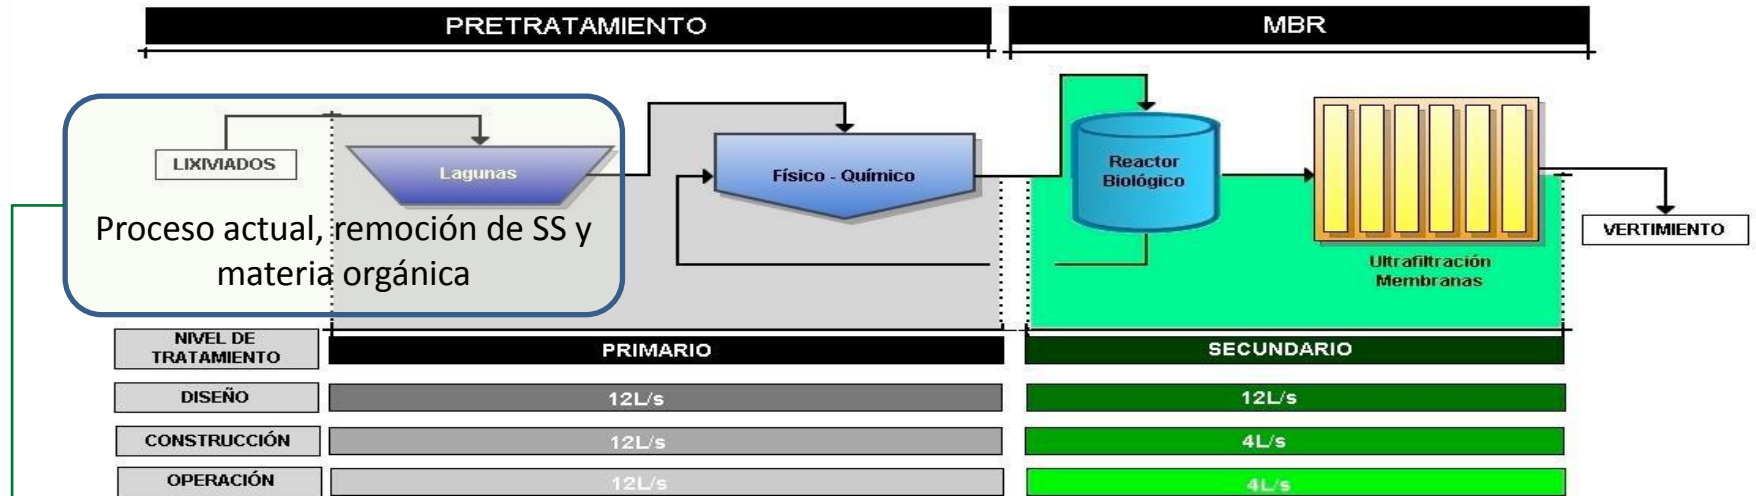 PRETRATAMIENTO
MBR
LIXIVIADOS
Lagunas
Físico - Químico
Reactor
Biológico
Ultrafiltración
Membranas
VERTIMIENTO
Proceso actual, remoción de SS y
materia orgánica
NIVEL DE
TRATAMIENTO
PRIMARIO
SECUNDARIO
DISEÑO
12L/s
12L/s
CONSTRUCCIÓN
12L/s
4L/s
OPERACIÓN
12L/s
4L/s